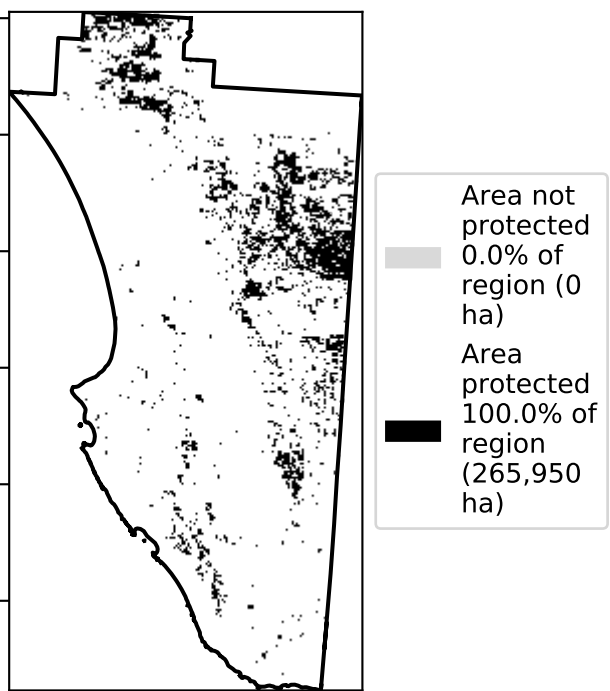 Area not
protected
0.0% of
region (0
ha)
Area
protected
100.0% of
region
(265,950
ha)